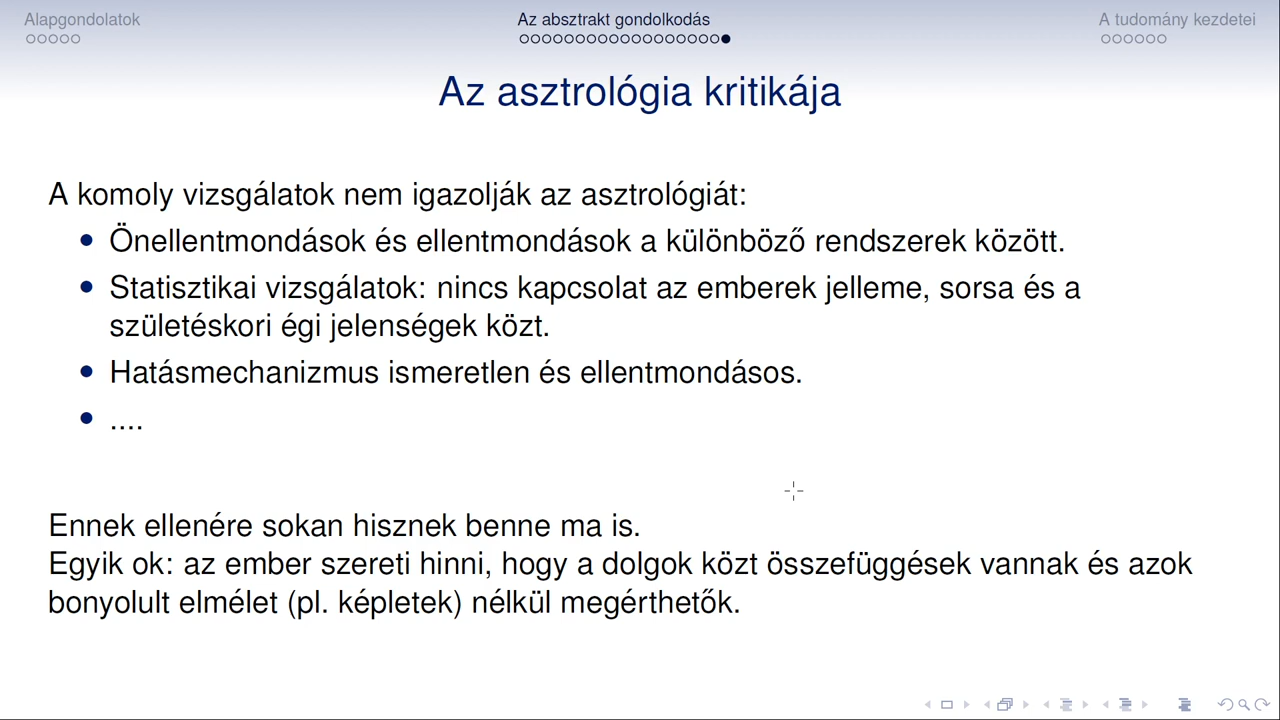 Alapgondolatok
Az absztrakt gondolkodás
A tudomány kezdetei
Az asztrológia kritikája
A komoly vizsgálatok nem igazolják az asztrológiát:
Önellentmondások és ellentmondások a különböző rendszerek között.
Statisztikai vizsgálatok: nincs kapcsolat az emberek jelleme, sorsa és a
születéskori égi jelenségek közt.
Hatásmechanizmus ismeretlen és ellentmondásos.
....
Ennek ellenére sokan hisznek benne ma is.
Egyik ok: az ember szereti hinni, hogy a dolgok közt összefüggések vannak és azok
bonyolult elmélet (pl. képletek) nélkül megérthetők.